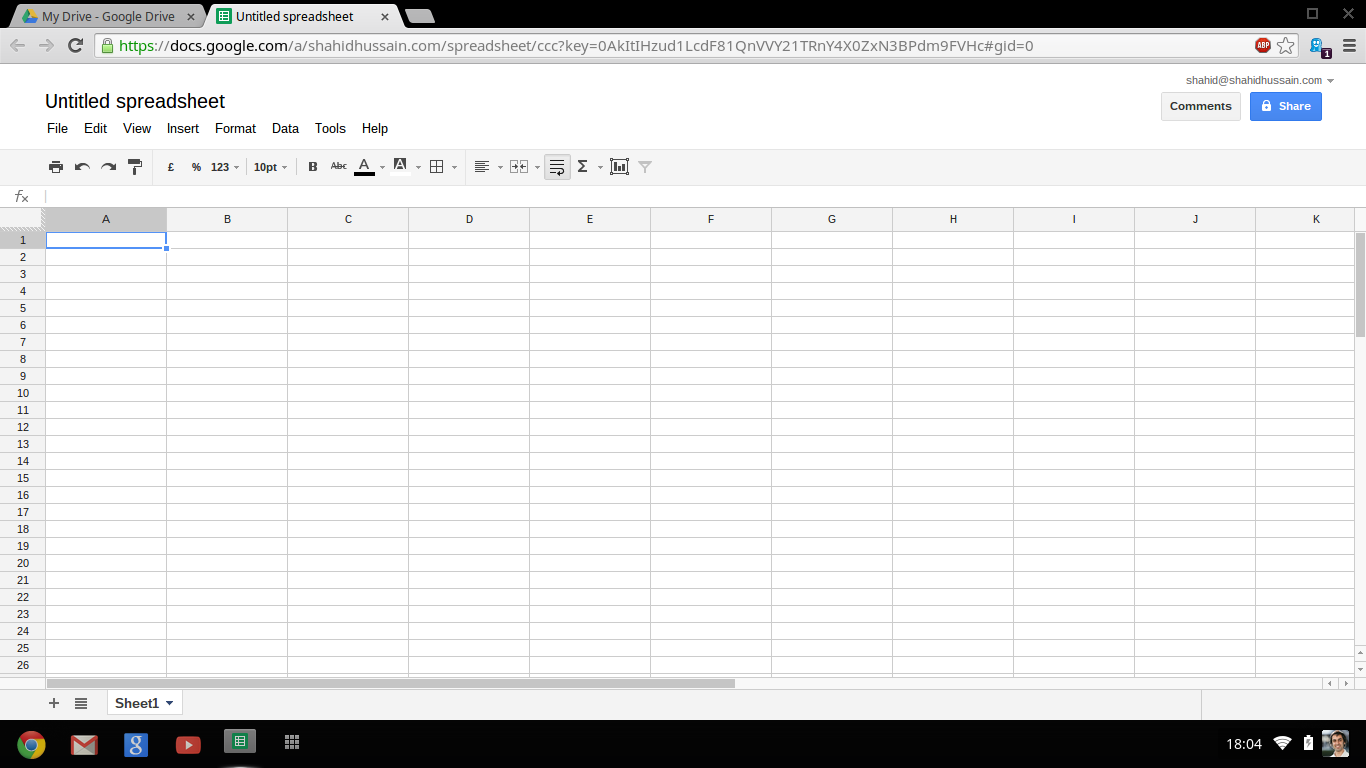 My Drive - Google Drive
Untitled spreadsheet
https://docs.google.com/a/shahidhussain.com/spreadsheet/ccc?key=0AkItIHzud1LcdF81QnVVY21TRnY4X0ZxN3BPdm9FVHc#gid=0
ABP
1
shahid@shahidhussain.com
Untitled spreadsheet
Comments
Share
File Edit View Insert Format Data Tools Help
£ % 123 10pt B Abc A A Σ
fx
A B C D E F G H I J K
1
2
3
4
5
6
7
8
9
10
11
12
13
14
15
16
17
18
19
20
21
22
23
24
25
26
+ Sheet1
g
18:04